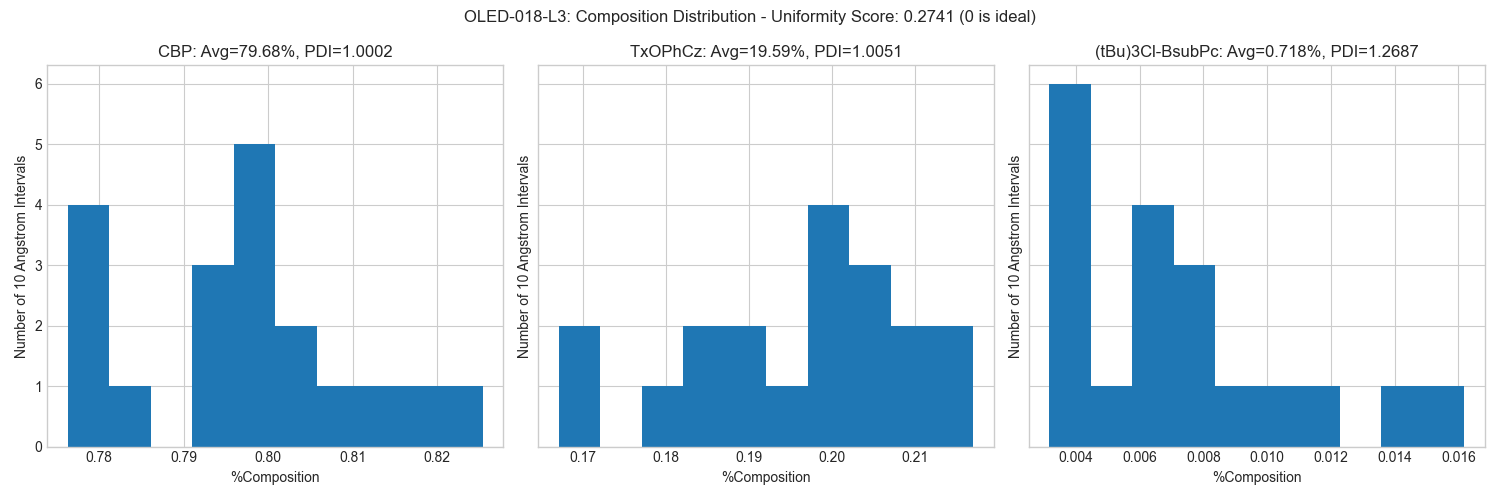 OLED-018-L3: Composition Distribution - Uniformity Score: 0.2741 (0 is ideal)
CBP: Avg=79.68%, PDI=1.0002
Number of 10 Angstrom Intervals
6
5
4
3
2
1
0
0.78 0.79 0.80 0.81 0.82
%Composition
TxOPhCz: Avg=19.59%, PDI=1.0051
Number of 10 Angstrom Intervals
0.17 0.18 0.19 0.20 0.21
%Composition
(tBu)3Cl-BsubPc: Avg=0.718%, PDI=1.2687
Number of 10 Angstrom Intervals
0.004 0.006 0.008 0.010 0.012 0.014 0.016
%Composition